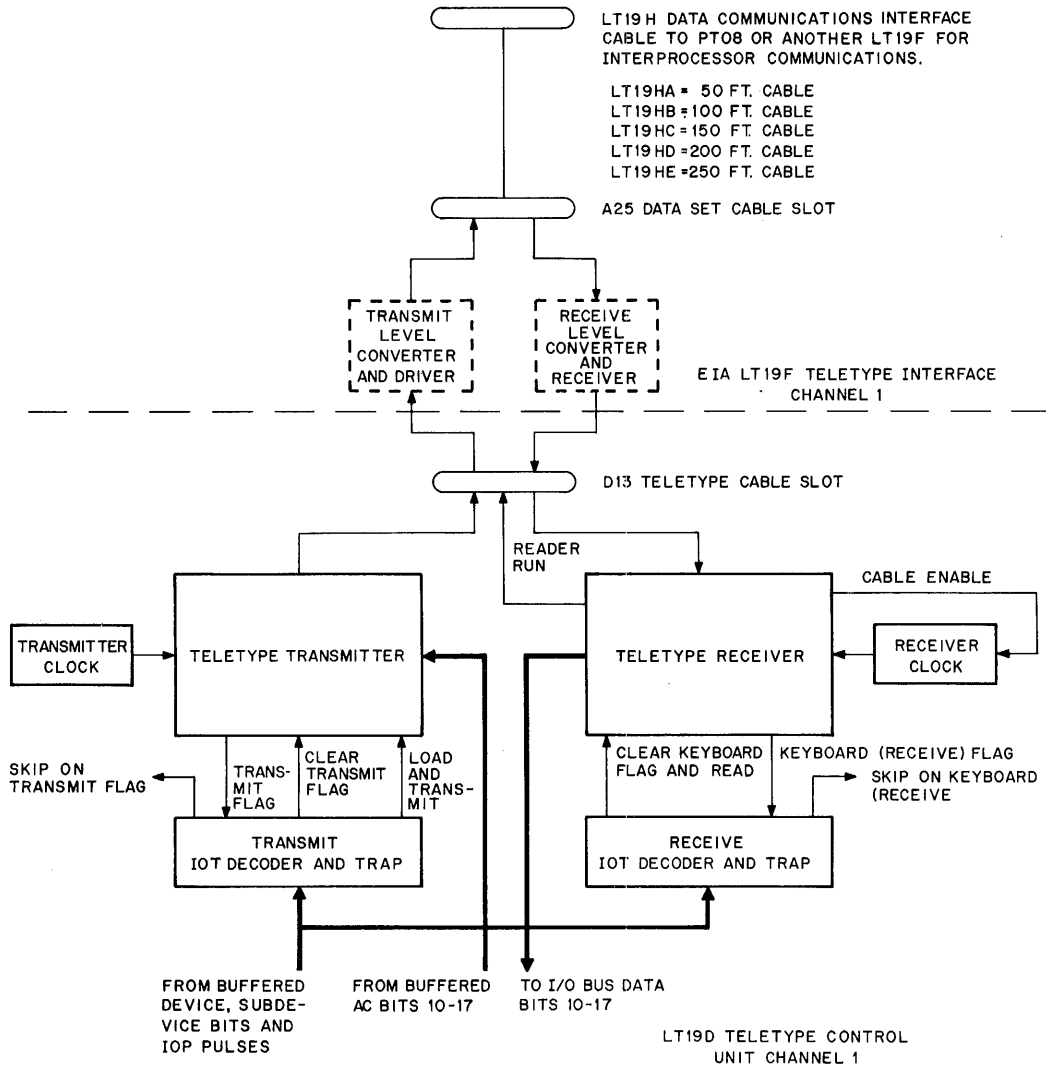 LT19H DATA COMMUNICATIONS INTERFACE
CABLE TO PT08 OR ANOTHER LT19F FOR
INTERPROCESSOR COMMUNICATIONS.
LT19HA = 50 FT. CABLE
LT19HB = 100 FT. CABLE
LT19HC = 150 FT. CABLE
LT19HD = 200 FT. CABLE
LT19HE = 250 FT. CABLE
A25 DATA SET CABLE SLOT
TRANSMIT
LEVEL
CONVERTER
AND DRIVER
RECEIVE
LEVEL
CONVERTER
AND
RECEIVER
EIA LT19F TELETYPE INTERFACE
CHANNEL 1
D13 TELETYPE CABLE SLOT
READER
RUN
CABLE ENABLE
TRANSMITTER
CLOCK
TELETYPE TRANSMITTER
TELETYPE RECEIVER
RECEIVER
CLOCK
SKIP ON
TRANSMIT FLAG
TRANS-
MIT
FLAG
CLEAR
TRANSMIT
FLAG
LOAD
AND
TRANS-
MIT
CLEAR KEYBOARD
FLAG AND READ
KEYBOARD (RECEIVE) FLAG
SKIP ON KEYBOARD
(RECEIVE
TRANSMIT
IOT DECODER AND TRAP
RECEIVE
IOT DECODER AND TRAP
FROM BUFFERED
DEVICE, SUBDE-
VICE BITS AND
IOP PULSES
FROM BUFFERED
AC BITS 10-17
TO I/O BUS DATA
BITS 10-17
LT19D TELETYPE CONTROL
UNIT CHANNEL 1